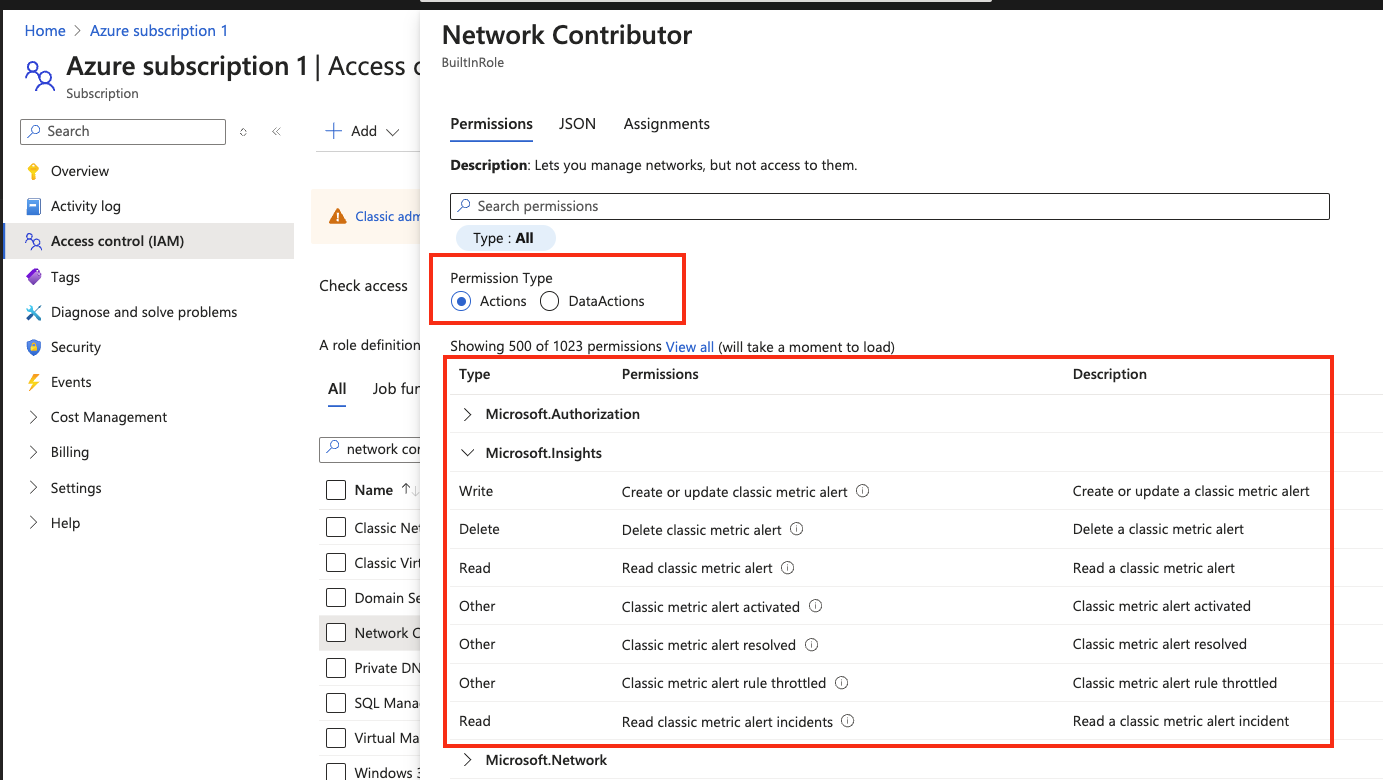 Home > Azure subscription 1
Azure subscription 1 | Access c
Subscription
Search
Overview
Activity log
Access control (IAM)
Tags
Diagnose and solve problems
Security
Events
Cost Management
Billing
Settings
Help
Add
Classic adm
Check access
A role definition
All Job fun
network con
Name
Classic Net
Classic Virt
Domain Se
Network C
Private DN
SQL Mana
Virtual Ma
Windows 3
Network Contributor
BuiltInRole
Permissions JSON Assignments
Description: Lets you manage networks, but not access to them.
Search permissions
Type : All
Permission Type
Actions DataActions
Showing 500 of 1023 permissions View all (will take a moment to load)
Type Permissions Description
Microsoft.Authorization
Microsoft.Insights
Write Create or update classic metric alert Create or update a classic metric alert
Delete Delete classic metric alert Delete a classic metric alert
Read Read classic metric alert Read a classic metric alert
Other Classic metric alert activated Classic metric alert activated
Other Classic metric alert resolved Classic metric alert resolved
Other Classic metric alert rule throttled Classic metric alert rule throttled
Read Read classic metric alert incidents Read a classic metric alert incident
Microsoft.Network